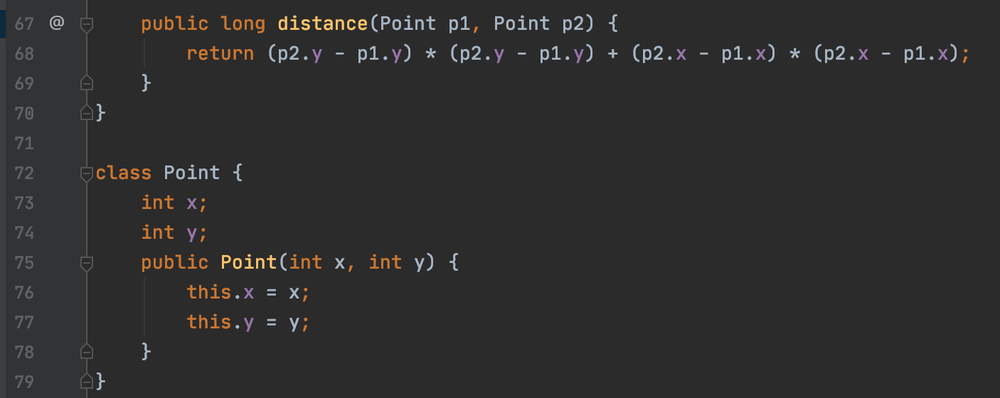 67 @ public long distance(Point p1, Point p2) {
68 return (p2.y - p1.y) * (p2.y - p1.y) + (p2.x - p1.x) * (p2.x - p1.x);
69 }
70 }
71
72 class Point {
73 int x;
74 int y;
75 public Point(int x, int y) {
76 this.x = x;
77 this.y = y;
78 }
79 }